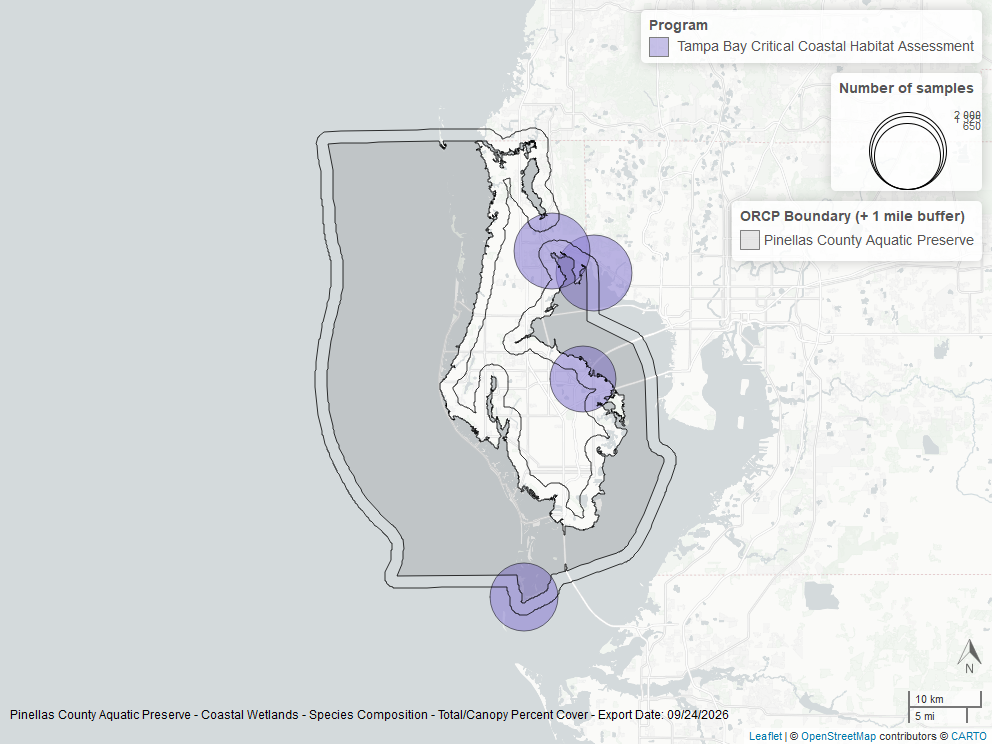 Program
Tampa Bay Critical Coastal Habitat Assessment
Number of samples
2 000
650
ORCP Boundary (+ 1 mile buffer)
Pinellas County Aquatic Preserve
N
10 km
5 mi
Pinellas County Aquatic Preserve - Coastal Wetlands - Species Composition - Total/Canopy Percent Cover - Export Date: 09/24/2026
Leaflet | © OpenStreetMap contributors © CARTO